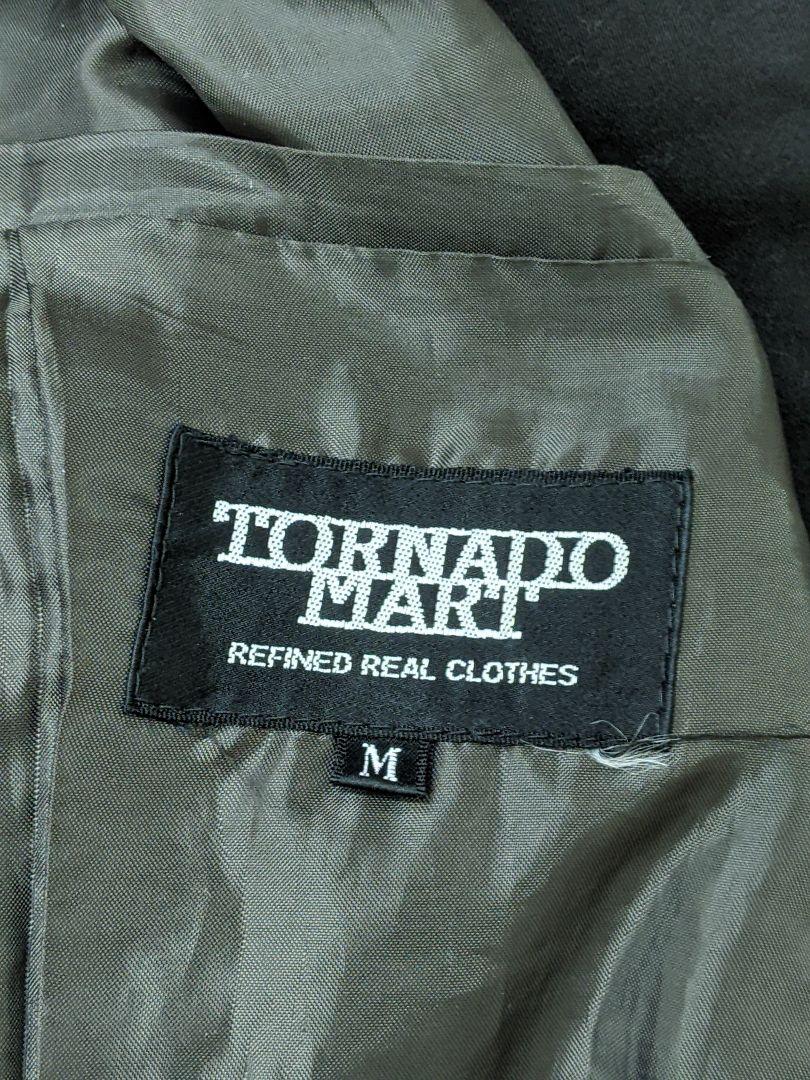 TORNADO
MART
REFINED REAL CLOTHES
M